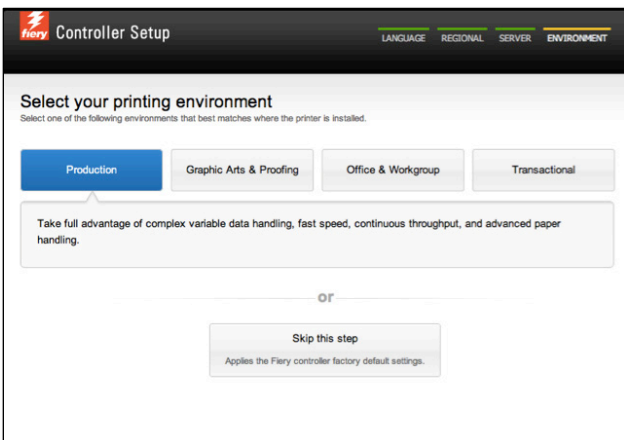 fiery Controller Setup
LANGUAGE REGIONAL SERVER ENVIRONMENT
Select your printing environment
Select one of the following environments that best matches where the printer is installed.
Production Graphic Arts & Proofing Office & Workgroup Transactional
Take full advantage of complex variable data handling, fast speed, continuous throughput, and advanced paper
handling.
or
Skip this step
Applies the Fiery controller factory default settings.